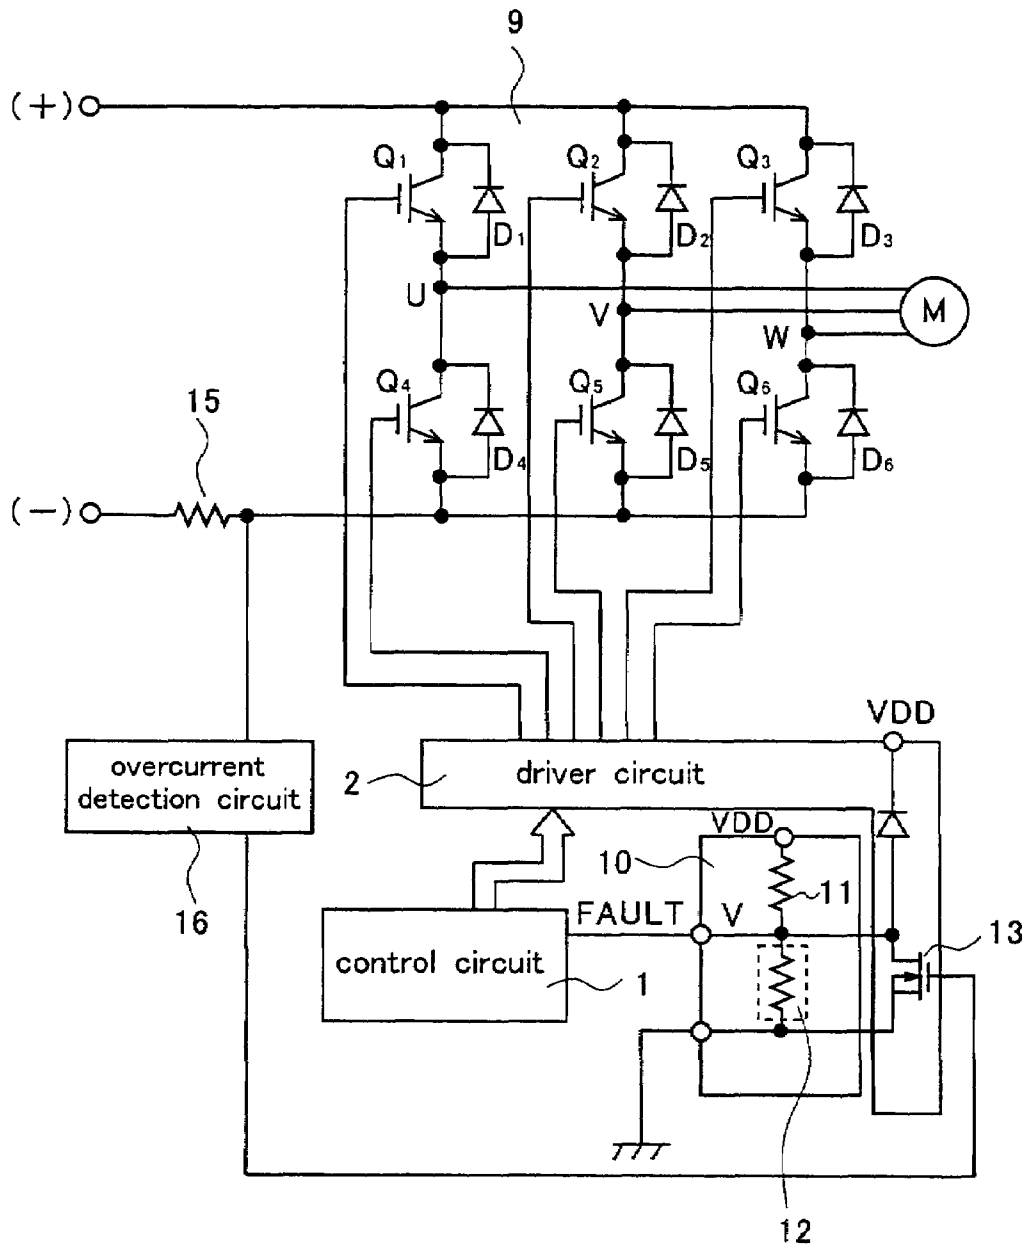 9
(+)
Q1
Q2
Q3
D1
D2
D3
U
V
W
M
Q4
Q5
Q6
15
D4
D5
D6
(-)
VDD
overcurrent
detection circuit
2
driver circuit
VDD
10
11
16
FAULT
V
13
control circuit
1
12